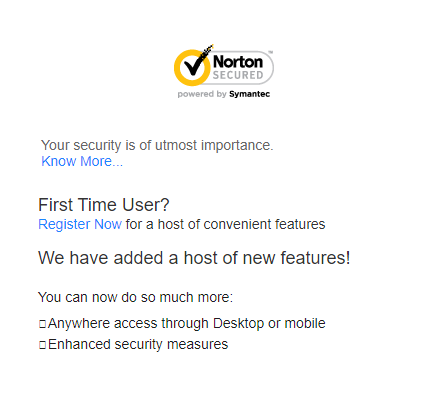 Norton
SECURED
powered by Symantec
Your security is of utmost importance.
Know More...
First Time User?
Register Now for a host of convenient features
We have added a host of new features!
You can now do so much more:
Anywhere access through Desktop or mobile
Enhanced security measures